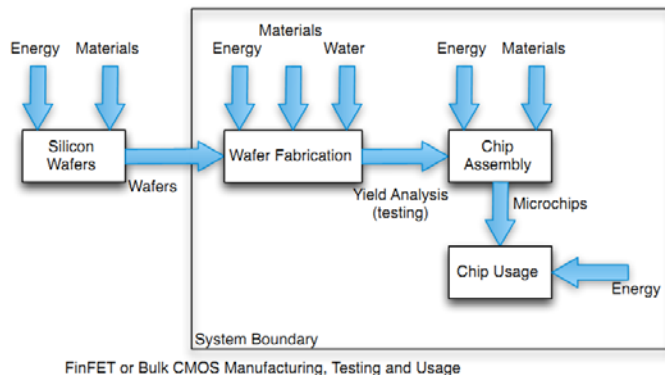 Materials
Energy Materials Energy Water Energy Materials
Silicon
Wafers
Wafer Fabrication
Chip
Assembly
Wafers
Yield Analysis
(testing)
Microchips
Chip Usage
Energy
System Boundary
FinFET or Bulk CMOS Manufacturing, Testing and Usage